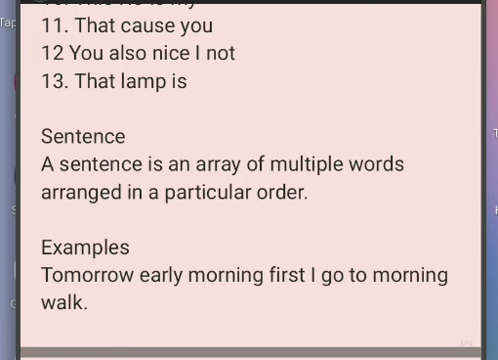 11. That cause you
12 You also nice I not
13. That lamp is
Sentence
A sentence is an array of multiple words
arranged in a particular order.
Examples
Tomorrow early morning first I go to morning
walk.